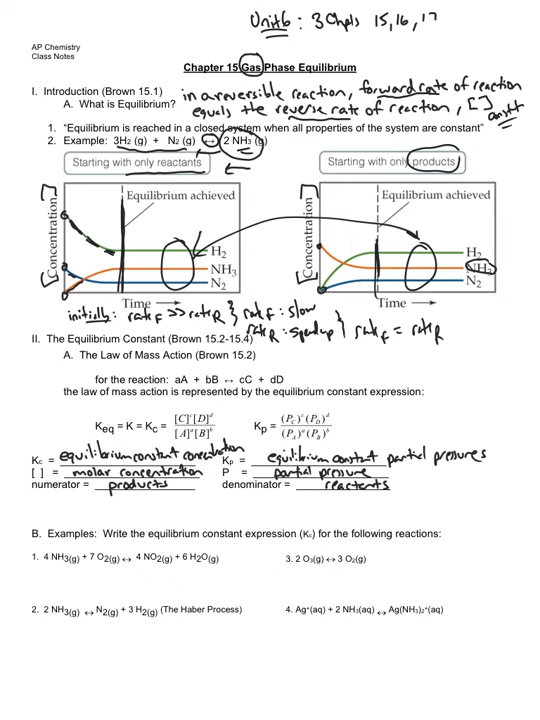 Unit 6 : 3 Chpts 15, 16, 17
AP Chemistry
Class Notes
Chapter 15 Gas Phase Equilibrium
I. Introduction (Brown 15.1)
in a reversible reaction, forward rate of reaction
A. What is Equilibrium?
equals the reverse rate of reaction, [ ]
const
1. “Equilibrium is reached in a closed system when all properties of the system are constant”
2. Example: 3H2 (g) + N2 (g) ↔ 2 NH3 (g)
Starting with only reactants
Starting with only products
[Concentration]
Equilibrium achieved
H2
NH3
N2
Time →
[Concentration]
Equilibrium achieved
H2
NH3
N2
Time →
initially: rate F >> rate R } rate F : slow
rate R : speed up } rate F = rate R
II. The Equilibrium Constant (Brown 15.2-15.4)
A. The Law of Mass Action (Brown 15.2)
for the reaction: aA + bB ↔ cC + dD
the law of mass action is represented by the equilibrium constant expression:
Keq = K = Kc = [C]^c[D]^d / [A]^a[B]^b
Kp = (PC)^c (PD)^d / (PA)^a (PB)^b
Kc = equilibrium constant concentration
Kp = equilibrium constant partial pressures
[ ] = molar concentration
P = partial pressure
numerator = products
denominator = reactants
B. Examples: Write the equilibrium constant expression (Kc) for the following reactions:
1. 4 NH3(g) + 7 O2(g) ↔ 4 NO2(g) + 6 H2O(g)
3. 2 O3(g) ↔ 3 O2(g)
2. 2 NH3(g) ↔ N2(g) + 3 H2(g) (The Haber Process)
4. Ag+(aq) + 2 NH3(aq) ↔ Ag(NH3)2+(aq)